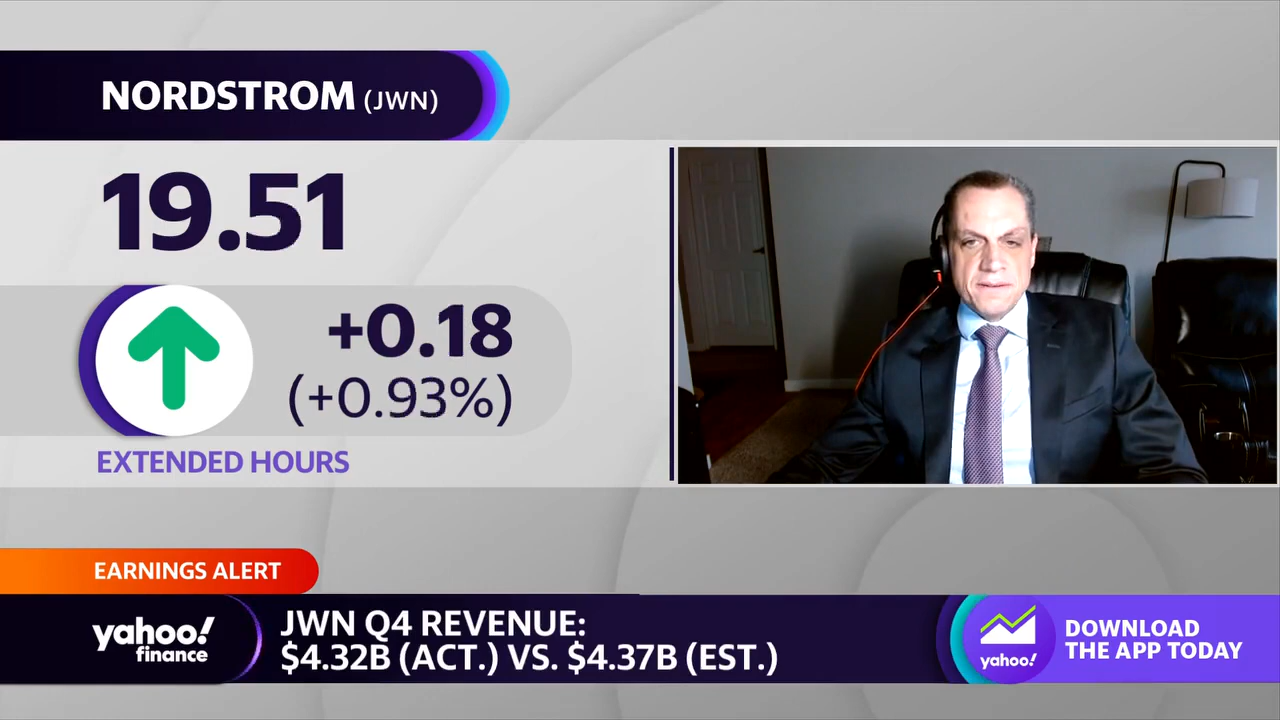 NORDSTROM (JWN)
19.51
+0.18
(+0.93%)
EXTENDED HOURS
EARNINGS ALERT
yahoo!
finance
JWN Q4 REVENUE:
$4.32B (ACT.) VS. $4.37B (EST.)
yahoo!
DOWNLOAD
THE APP TODAY